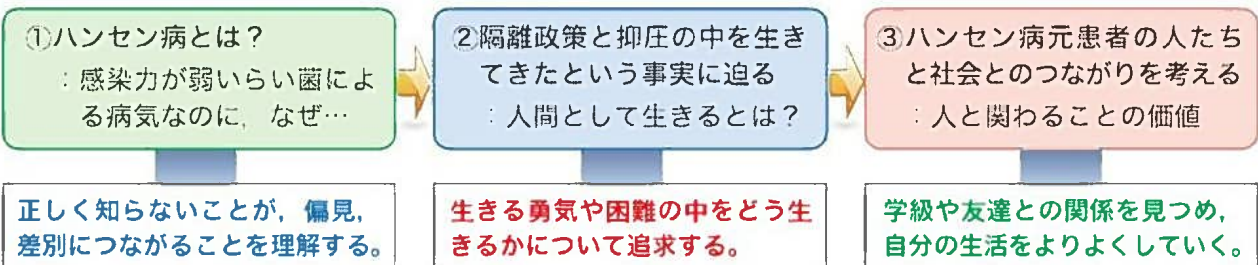 ①ハンセン病とは？
：感染力が弱いらい菌によ
る病気なのに，なぜ…
②隔離政策と抑圧の中を生き
てきたという事実に迫る
：人間として生きるとは？
③ハンセン病元患者の人たち
と社会とのつながりを考える
：人と関わることの価値
正しく知らないことが，偏見，
差別につながることを理解する。
生きる勇気や困難の中をどう生
きるかについて追求する。
学級や友達との関係を見つめ，
自分の生活をよりよくしていく。